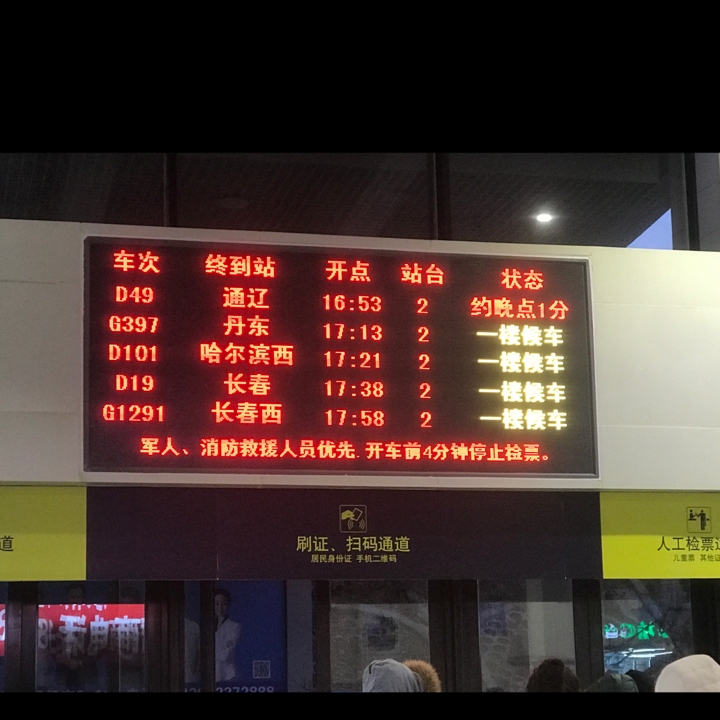 车次 终到站 开点 站台 状态
D49 通辽 16:53 2 约晚点1分
G397 丹东 17:13 2 一楼候车
D101 哈尔滨西 17:21 2 一楼候车
D19 长春 17:38 2 一楼候车
G1291 长春西 17:58 2 一楼候车
军人、消防救援人员优先.开车前4分钟停止检票。
道
刷证、扫码通道
居民身份证 手机二维码
人工检票
儿童票 其他